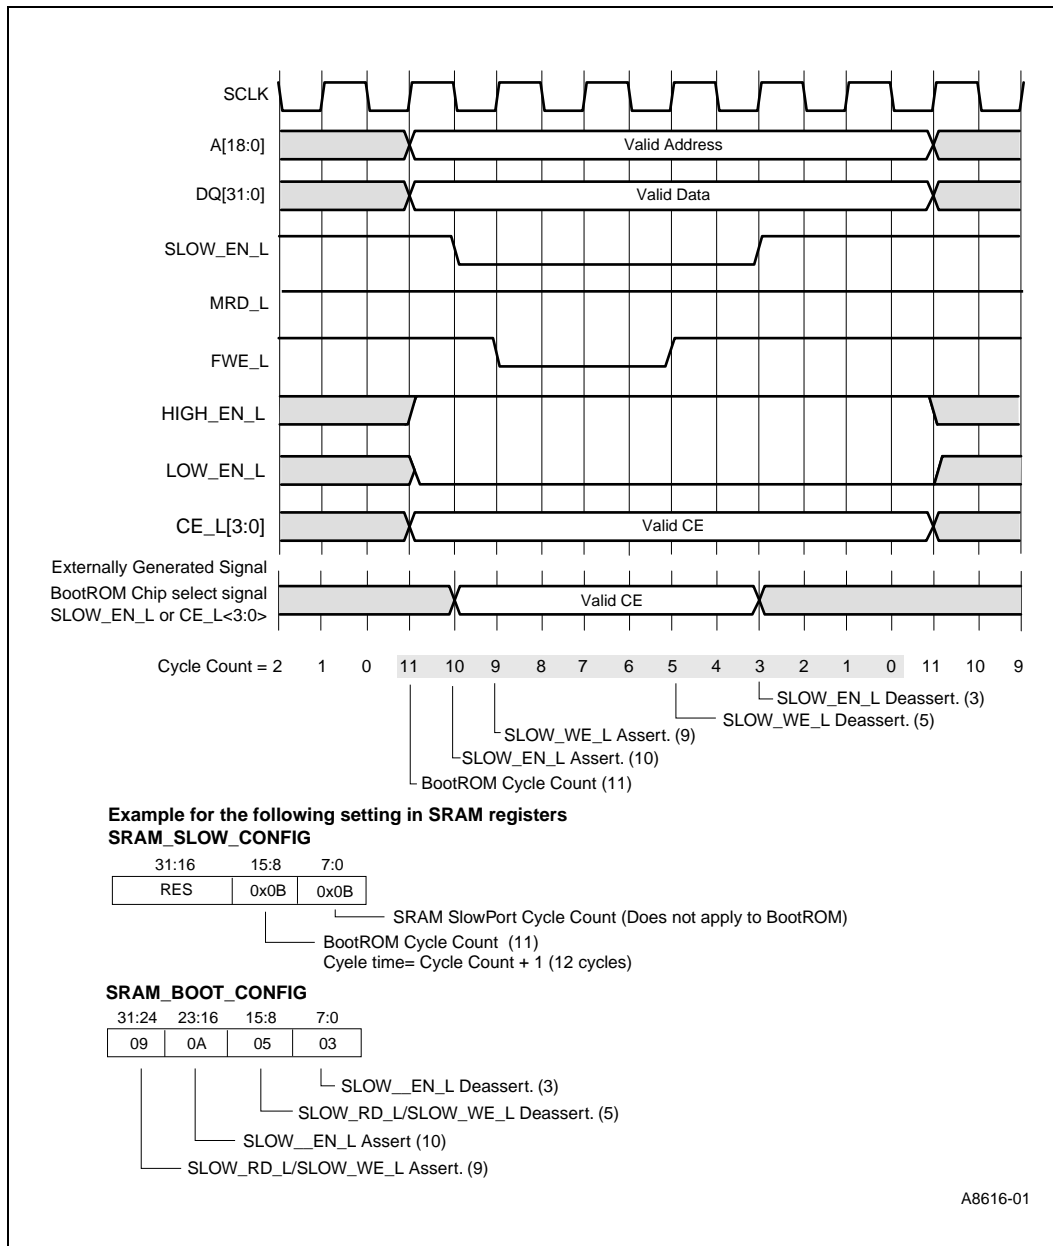 SCLK
A[18:0]
Valid Address
DQ[31:0]
Valid Data
SLOW_EN_L
MRD_L
FWE_L
HIGH_EN_L
LOW_EN_L
CE_L[3:0]
Valid CE
Externally Generated Signal
BootROM Chip select signal
SLOW_EN_L or CE_L<3:0>
Valid CE
Cycle Count = 2 1 0 11 10 9 8 7 6 5 4 3 2 1 0 11 10 9
SLOW_EN_L Deassert. (3)
SLOW_WE_L Deassert. (5)
SLOW_WE_L Assert. (9)
SLOW_EN_L Assert. (10)
BootROM Cycle Count (11)
Example for the following setting in SRAM registers
SRAM_SLOW_CONFIG
31:16 15:8 7:0
RES 0x0B 0x0B
SRAM SlowPort Cycle Count (Does not apply to BootROM)
BootROM Cycle Count (11)
Cyele time= Cycle Count + 1 (12 cycles)
SRAM_BOOT_CONFIG
31:24 23:16 15:8 7:0
09 0A 05 03
SLOW__EN_L Deassert. (3)
SLOW_RD_L/SLOW_WE_L Deassert. (5)
SLOW__EN_L Assert (10)
SLOW_RD_L/SLOW_WE_L Assert. (9)
A8616-01